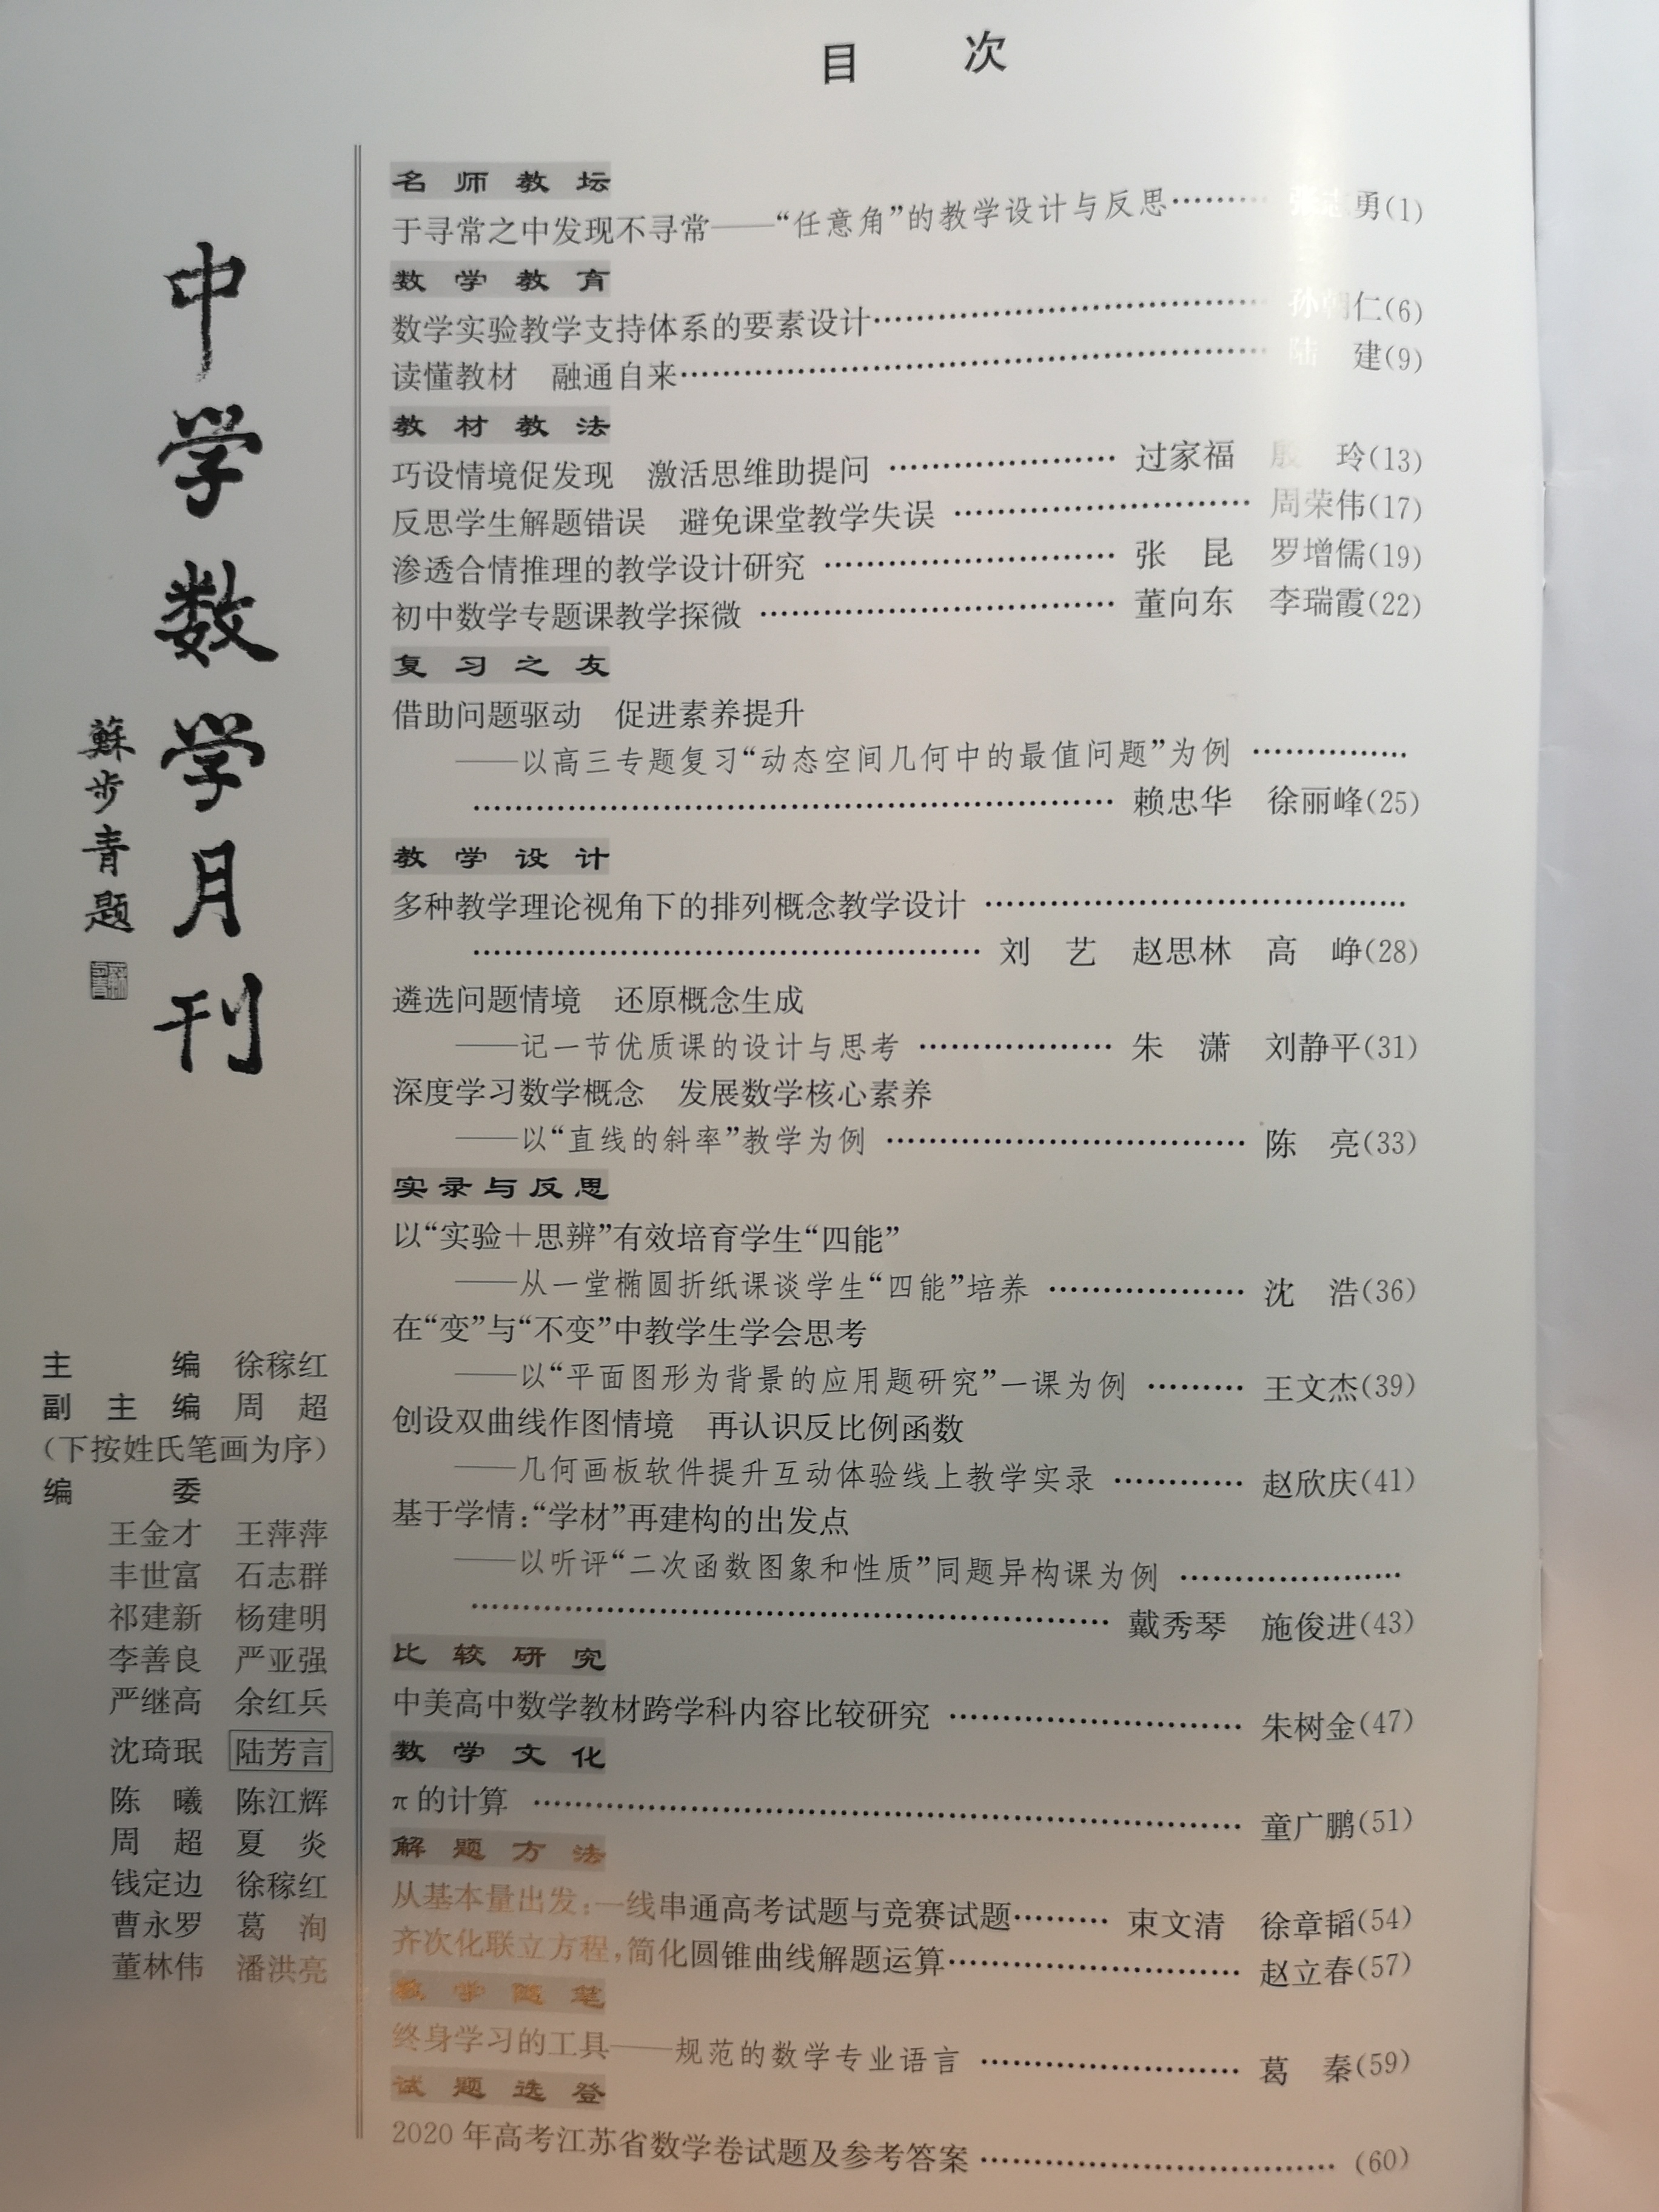 目 次
中学数学月刊
蘇步青题
主 编 徐稼红
副主编 周 超
（下按姓氏笔画为序）
编 委
王金才 王萍萍
丰世富 石志群
祁建新 杨建明
李善良 严亚强
严继高 余红兵
沈琦珉 陆芳言
陈 曦 陈江辉
周 超 夏 炎
钱定边 徐稼红
曹永罗 葛 洵
董林伟 潘洪亮
名师教坛
于寻常之中发现不寻常——“任意角”的教学设计与反思……… 张志勇(1)
数学教育
数学实验教学支持体系的要素设计……………… 孙朝仁(6)
读懂教材 融通自来……………… 陆 建(9)
教材教法
巧设情境促发现 激活思维助提问 ……………… 过家福 殷 玲(13)
反思学生解题错误 避免课堂教学失误 ……………… 周荣伟(17)
渗透合情推理的教学设计研究 ……………… 张 昆 罗增儒(19)
初中数学专题课教学探微 ……………… 董向东 李瑞霞(22)
复习之友
借助问题驱动 促进素养提升
——以高三专题复习“动态空间几何中的最值问题”为例 ……………
……………… 赖忠华 徐丽峰(25)
教学设计
多种教学理论视角下的排列概念教学设计 ………………
……………… 刘 艺 赵思林 高 峥(28)
遴选问题情境 还原概念生成
——记一节优质课的设计与思考 ……………… 朱 潇 刘静平(31)
深度学习数学概念 发展数学核心素养
——以“直线的斜率”教学为例 ……………… 陈 亮(33)
实录与反思
以“实验＋思辨”有效培育学生“四能”
——从一堂椭圆折纸课谈学生“四能”培养 ……………… 沈 浩(36)
在“变”与“不变”中教学生学会思考
——以“平面图形为背景的应用题研究”一课为例 ……… 王文杰(39)
创设双曲线作图情境 再认识反比例函数
——几何画板软件提升互动体验线上教学实录 ………… 赵欣庆(41)
基于学情：“学材”再建构的出发点
——以听评“二次函数图象和性质”同题异构课为例 ………………
……………… 戴秀琴 施俊进(43)
比较研究
中美高中数学教材跨学科内容比较研究 ……………… 朱树金(47)
数学文化
π的计算 ……………… 童广鹏(51)
解题方法
从基本量出发：一线串通高考试题与竞赛试题……… 束文清 徐章韬(54)
齐次化联立方程，简化圆锥曲线解题运算……………… 赵立春(57)
教学随笔
终身学习的工具——规范的数学专业语言 ……………… 葛 秦(59)
试题选登
2020年高考江苏省数学卷试题及参考答案 ……………… (60)